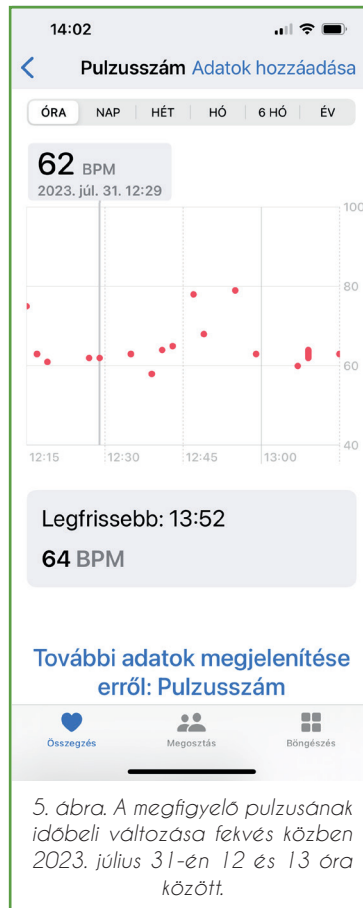 14:02
Pulzusszám Adatok hozzáadása
ÓRA NAP HÉT HÓ 6 HÓ ÉV
62 BPM
2023. júl. 31. 12:29
100
80
60
40
12:15 12:30 12:45 13:00
Legfrissebb: 13:52
64 BPM
További adatok megjelenítése
erről: Pulzusszám
Összegzés Megosztás Böngészés
5. ábra. A megfigyelő pulzusának
időbeli változása fekvés közben
2023. július 31-én 12 és 13 óra
között.